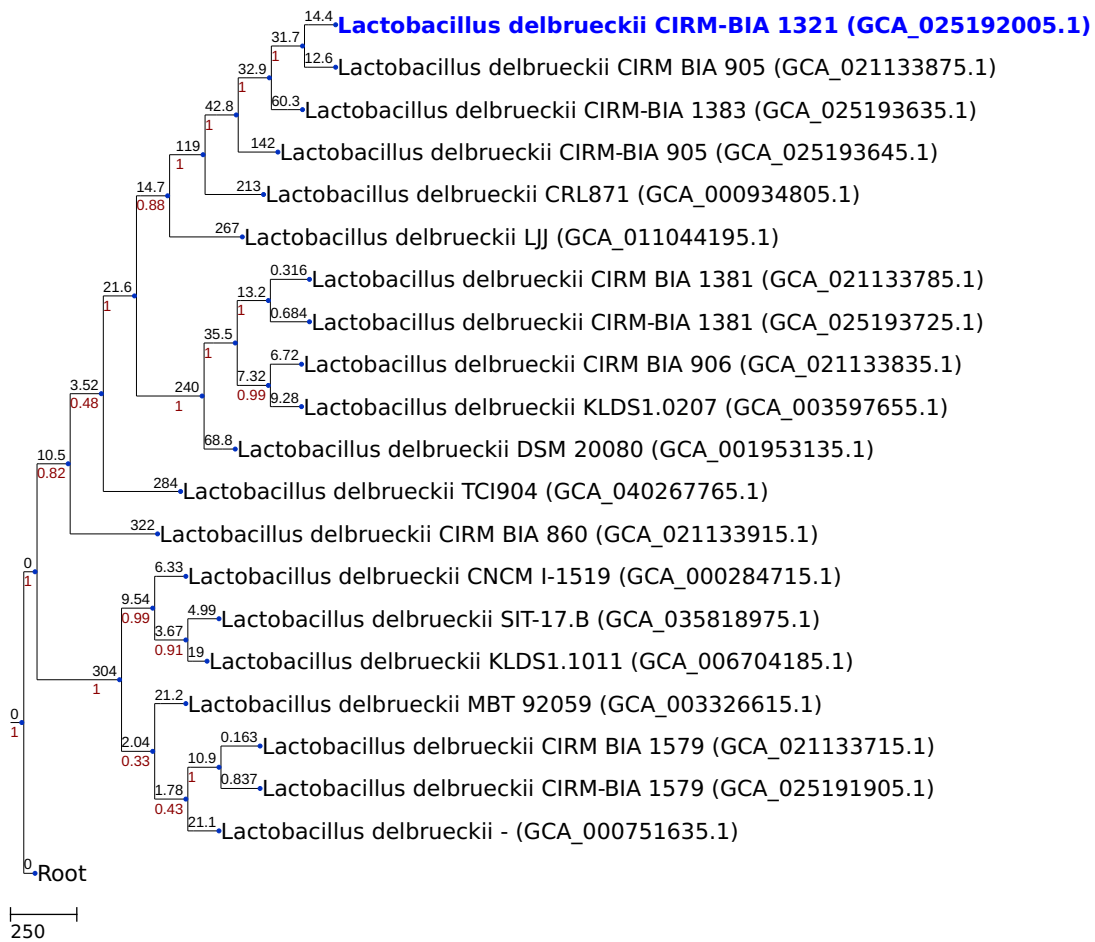 14.4
Lactobacillus delbrueckii CIRM-BIA 1321 (GCA_025192005.1)
31.7
1
12.6
Lactobacillus delbrueckii CIRM BIA 905 (GCA_021133875.1)
32.9
1
60.3
Lactobacillus delbrueckii CIRM-BIA 1383 (GCA_025193635.1)
42.8
1
142
Lactobacillus delbrueckii CIRM-BIA 905 (GCA_025193645.1)
119
1
213
Lactobacillus delbrueckii CRL871 (GCA_000934805.1)
14.7
0.88
267
Lactobacillus delbrueckii LJJ (GCA_011044195.1)
0.316
Lactobacillus delbrueckii CIRM BIA 1381 (GCA_021133785.1)
21.6
1
13.2
1
0.684
Lactobacillus delbrueckii CIRM-BIA 1381 (GCA_025193725.1)
35.5
1
6.72
Lactobacillus delbrueckii CIRM BIA 906 (GCA_021133835.1)
7.32
0.99
9.28
Lactobacillus delbrueckii KLDS1.0207 (GCA_003597655.1)
240
1
3.52
0.48
68.8
Lactobacillus delbrueckii DSM 20080 (GCA_001953135.1)
10.5
0.82
284
Lactobacillus delbrueckii TCI904 (GCA_040267765.1)
322
Lactobacillus delbrueckii CIRM BIA 860 (GCA_021133915.1)
0
1
6.33
Lactobacillus delbrueckii CNCM I-1519 (GCA_000284715.1)
9.54
0.99
4.99
Lactobacillus delbrueckii SIT-17.B (GCA_035818975.1)
3.67
0.91
19
Lactobacillus delbrueckii KLDS1.1011 (GCA_006704185.1)
304
1
21.2
Lactobacillus delbrueckii MBT 92059 (GCA_003326615.1)
0
1
2.04
0.33
0.163
Lactobacillus delbrueckii CIRM BIA 1579 (GCA_021133715.1)
10.9
1
0.837
Lactobacillus delbrueckii CIRM-BIA 1579 (GCA_025191905.1)
1.78
0.43
21.1
Lactobacillus delbrueckii - (GCA_000751635.1)
0
Root
250